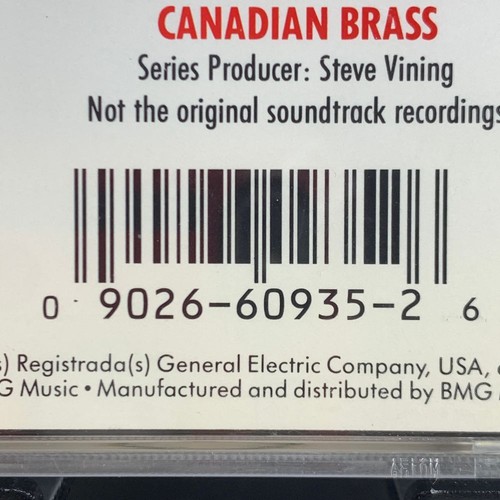 CANADIAN BRASS
Series Producer: Steve Vining
Not the original soundtrack recordings
0 9026-60935-2 6
s) Registrada(s) General Electric Company, USA,
G Music • Manufactured and distributed by BMG